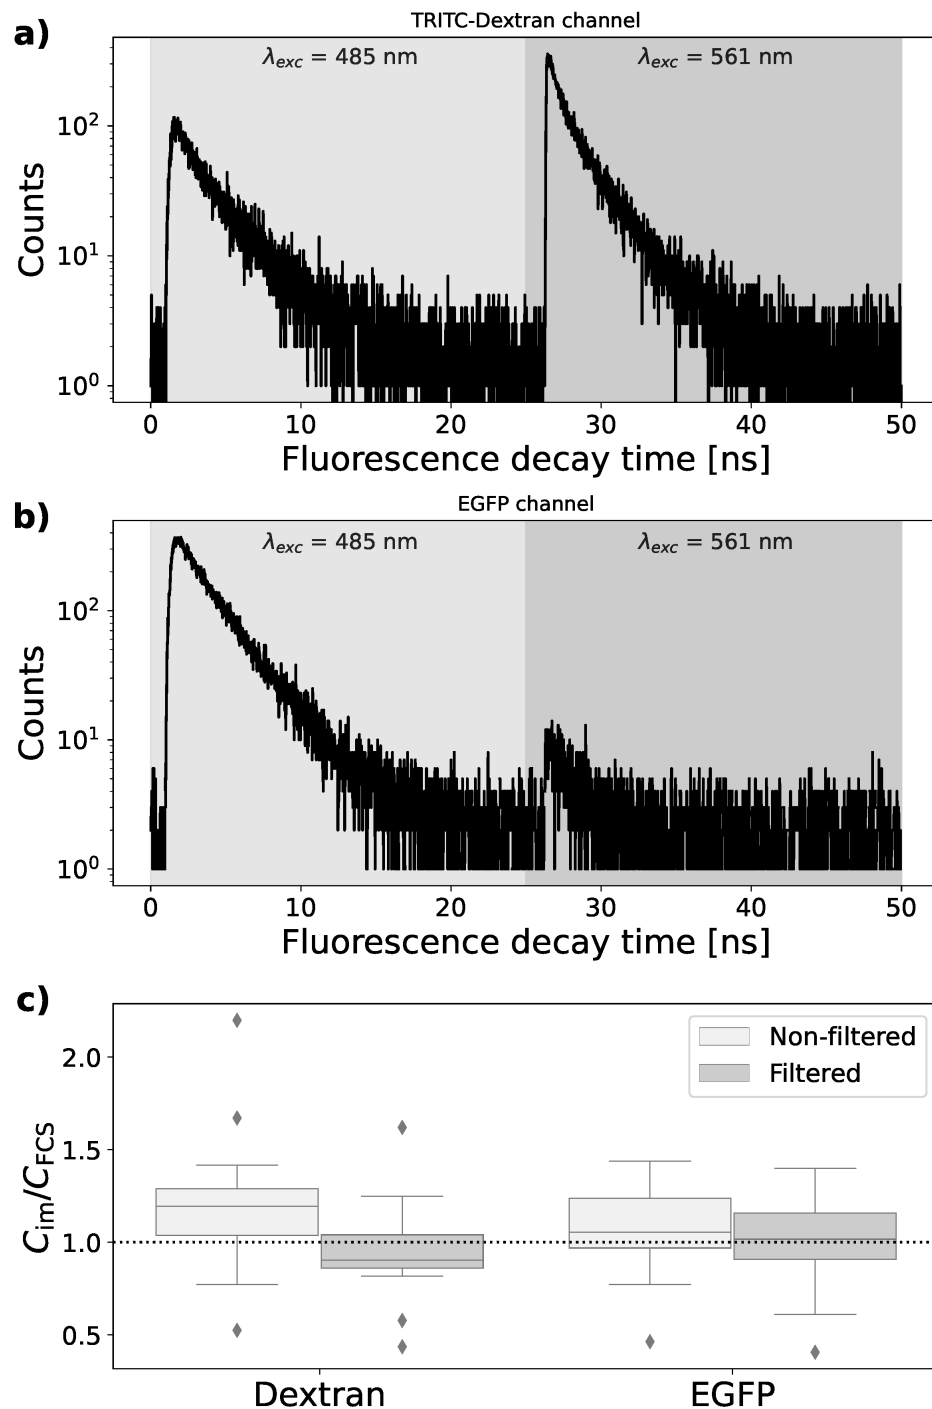 a)
TRITC-Dextran channel
λexc = 485 nm
λexc = 561 nm
Counts
10²
10¹
10⁰
0 10 20 30 40 50
Fluorescence decay time [ns]
b)
EGFP channel
λexc = 485 nm
λexc = 561 nm
Counts
10²
10¹
10⁰
0 10 20 30 40 50
Fluorescence decay time [ns]
c)
Cim/CFCS
2.0
1.5
1.0
0.5
Non-filtered
Filtered
Dextran
EGFP